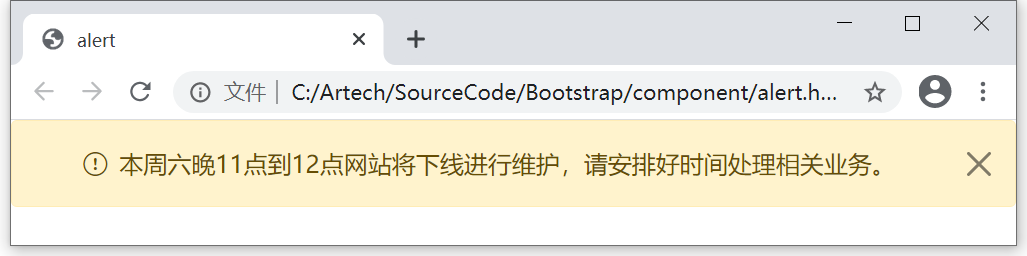 alert
文件 C:/Artech/SourceCode/Bootstrap/component/alert.h...
本周六晚11点到12点网站将下线进行维护，请安排好时间处理相关业务。